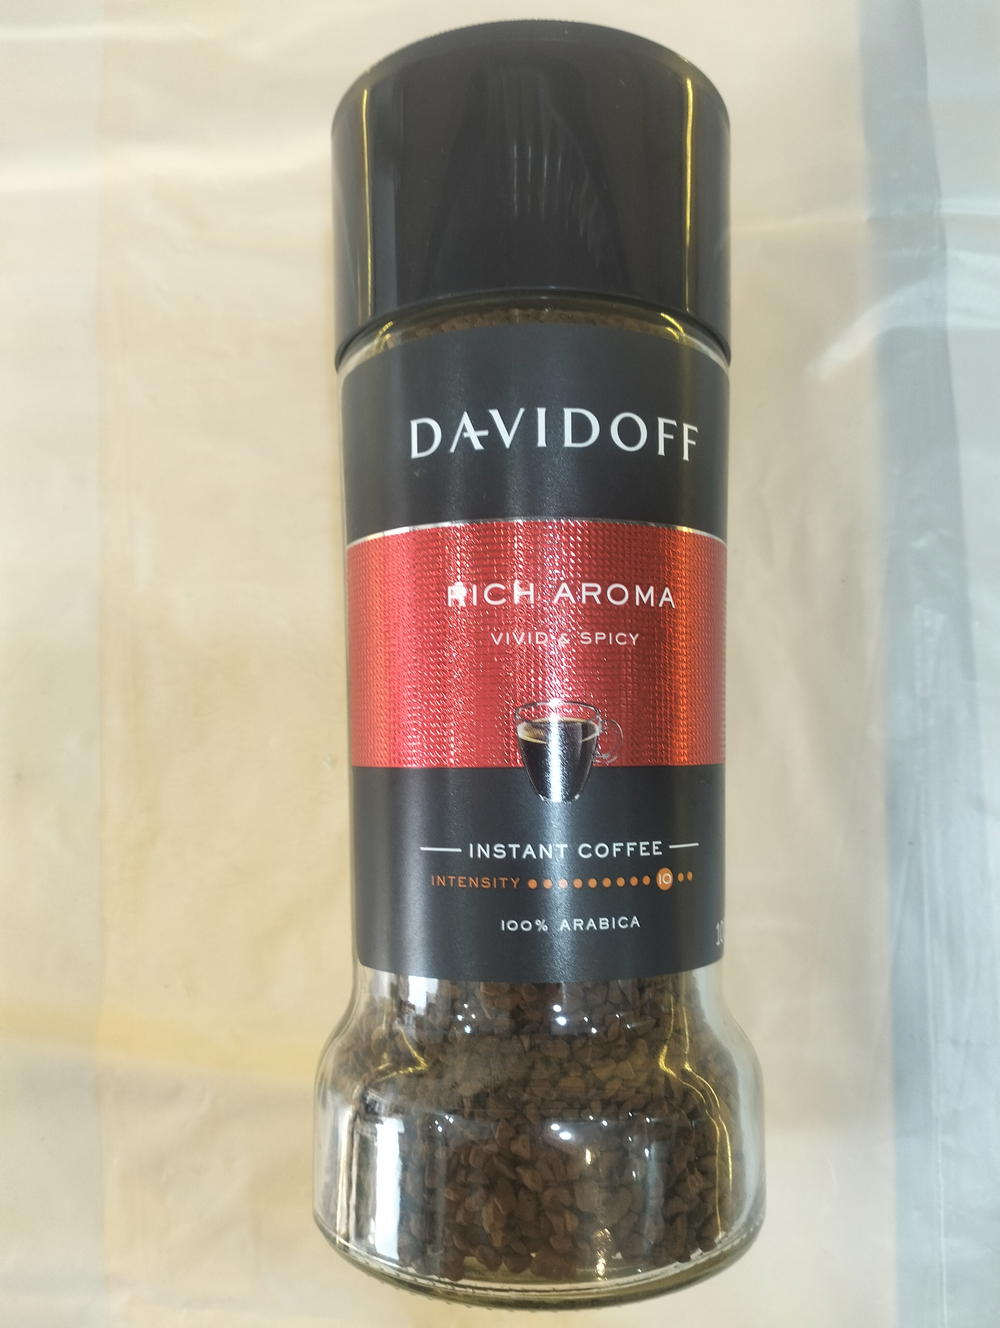 DAVIDOFF
RICH AROMA
VIVID & SPICY
INSTANT COFFEE
INTENSITY 10
100% ARABICA